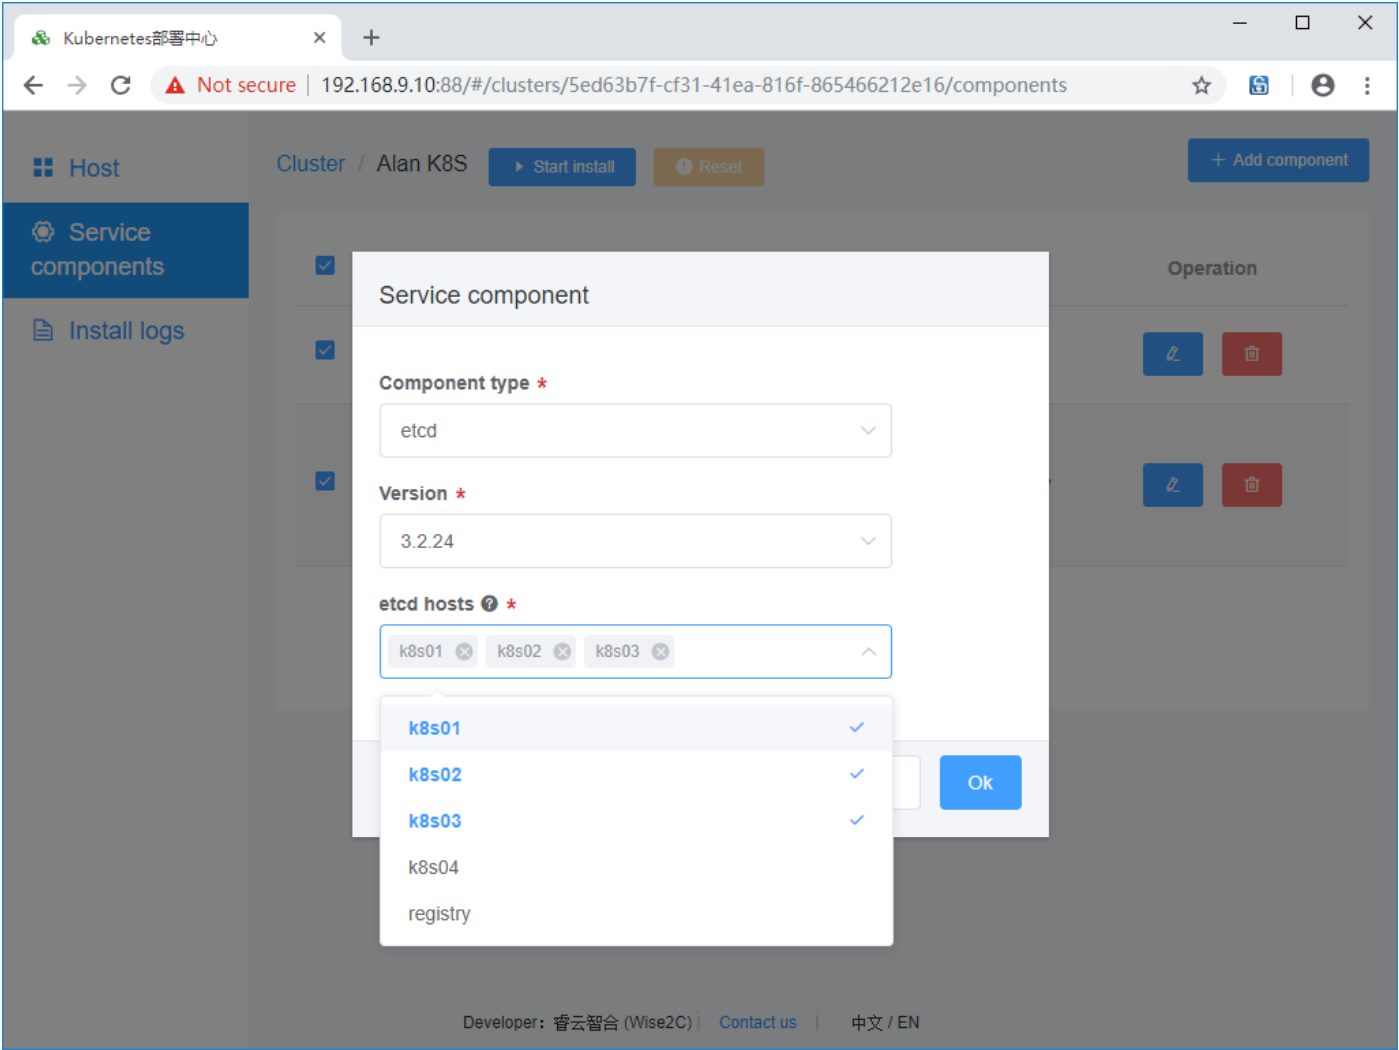 Kubernetes部署中心
Not secure 192.168.9.10:88/#/clusters/5ed63b7f-cf31-41ea-816f-865466212e16/components
Host
Service components
Install logs
Cluster / Alan K8S Start install Reset + Add component
Operation
Service component
Component type *
etcd
Version *
3.2.24
etcd hosts *
k8s01 k8s02 k8s03
k8s01
k8s02
k8s03
k8s04
registry
Ok
Developer：睿云智合 (Wise2C) | Contact us | 中文 / EN